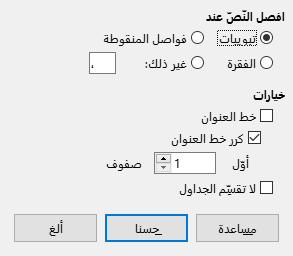 افصل النّصّ عند
تبويبات فواصل المنقوطة
الفقرة غير ذلك: ،
خيارات
خط العنوان
كرر خط العنوان
أوّل 1 صفوف
لا تقسِّم الجداول
مساعدة حسنا ألغ